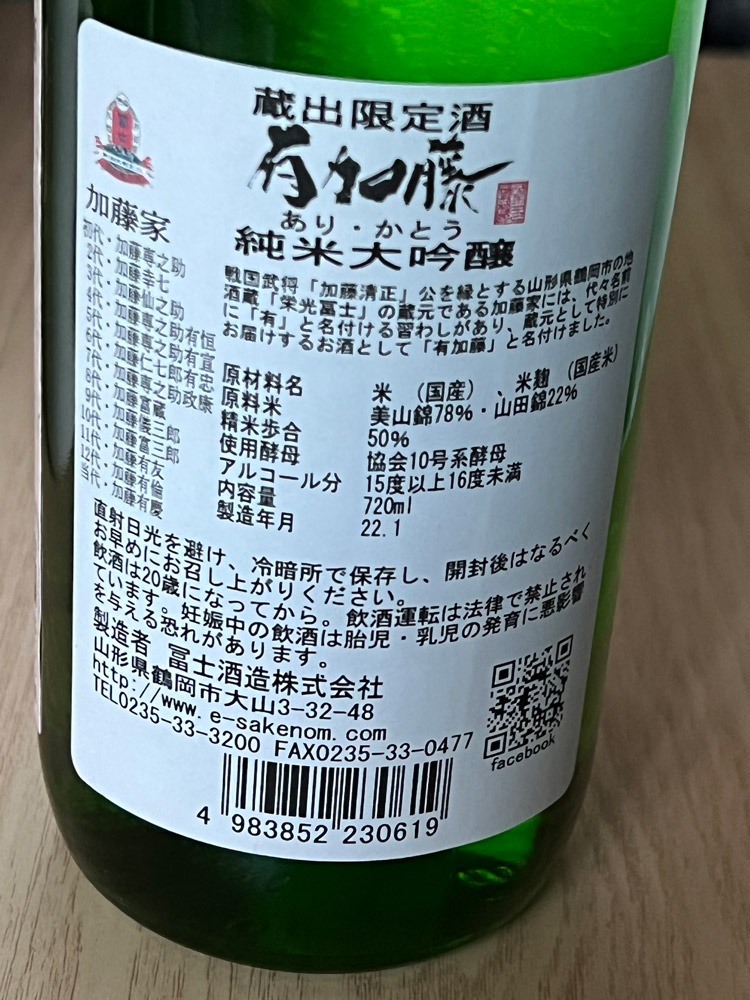 蔵出限定酒
有加藤
あり・かとう
純米大吟醸
加藤家
初代・加藤専之助
2代・加藤幸七
3代・加藤仙之助
4代・加藤専之助有恒
5代・加藤専之助有宣
6代・加藤仁七郎有忠
7代・加藤専之助政康
8代・加藤富蔵
9代・加藤儀三郎
10代・加藤富三郎
11代・加藤有友
12代・加藤有倫
当代・加藤有慶
戦国武将「加藤清正」公を縁とする山形県鶴岡市の地
酒蔵「栄光冨士」の蔵元である加藤家には、代々名前
に「有」と名付ける習わしがあり、蔵元として特別に
お届けするお酒として「有加藤」と名付けました。
原材料名 米 (国産) 、米麹 (国産米)
原料米 美山錦78%・山田錦22%
精米歩合 50%
使用酵母 協会10号系酵母
アルコール分 15度以上16度未満
内容量 720ml
製造年月 22.1
直射日光を避け、冷暗所で保存し、開封後はなるべく
お早めにお召し上がりください。
飲酒は20歳になってから。飲酒運転は法律で禁止され
ています。妊娠中の飲酒は胎児・乳児の発育に悪影響
を与える恐れがあります。
製造者 冨士酒造株式会社
山形県鶴岡市大山3-32-48
http://www.e-sakenom.com
TEL0235-33-3200 FAX0235-33-0477
facebook
4 983852 230619